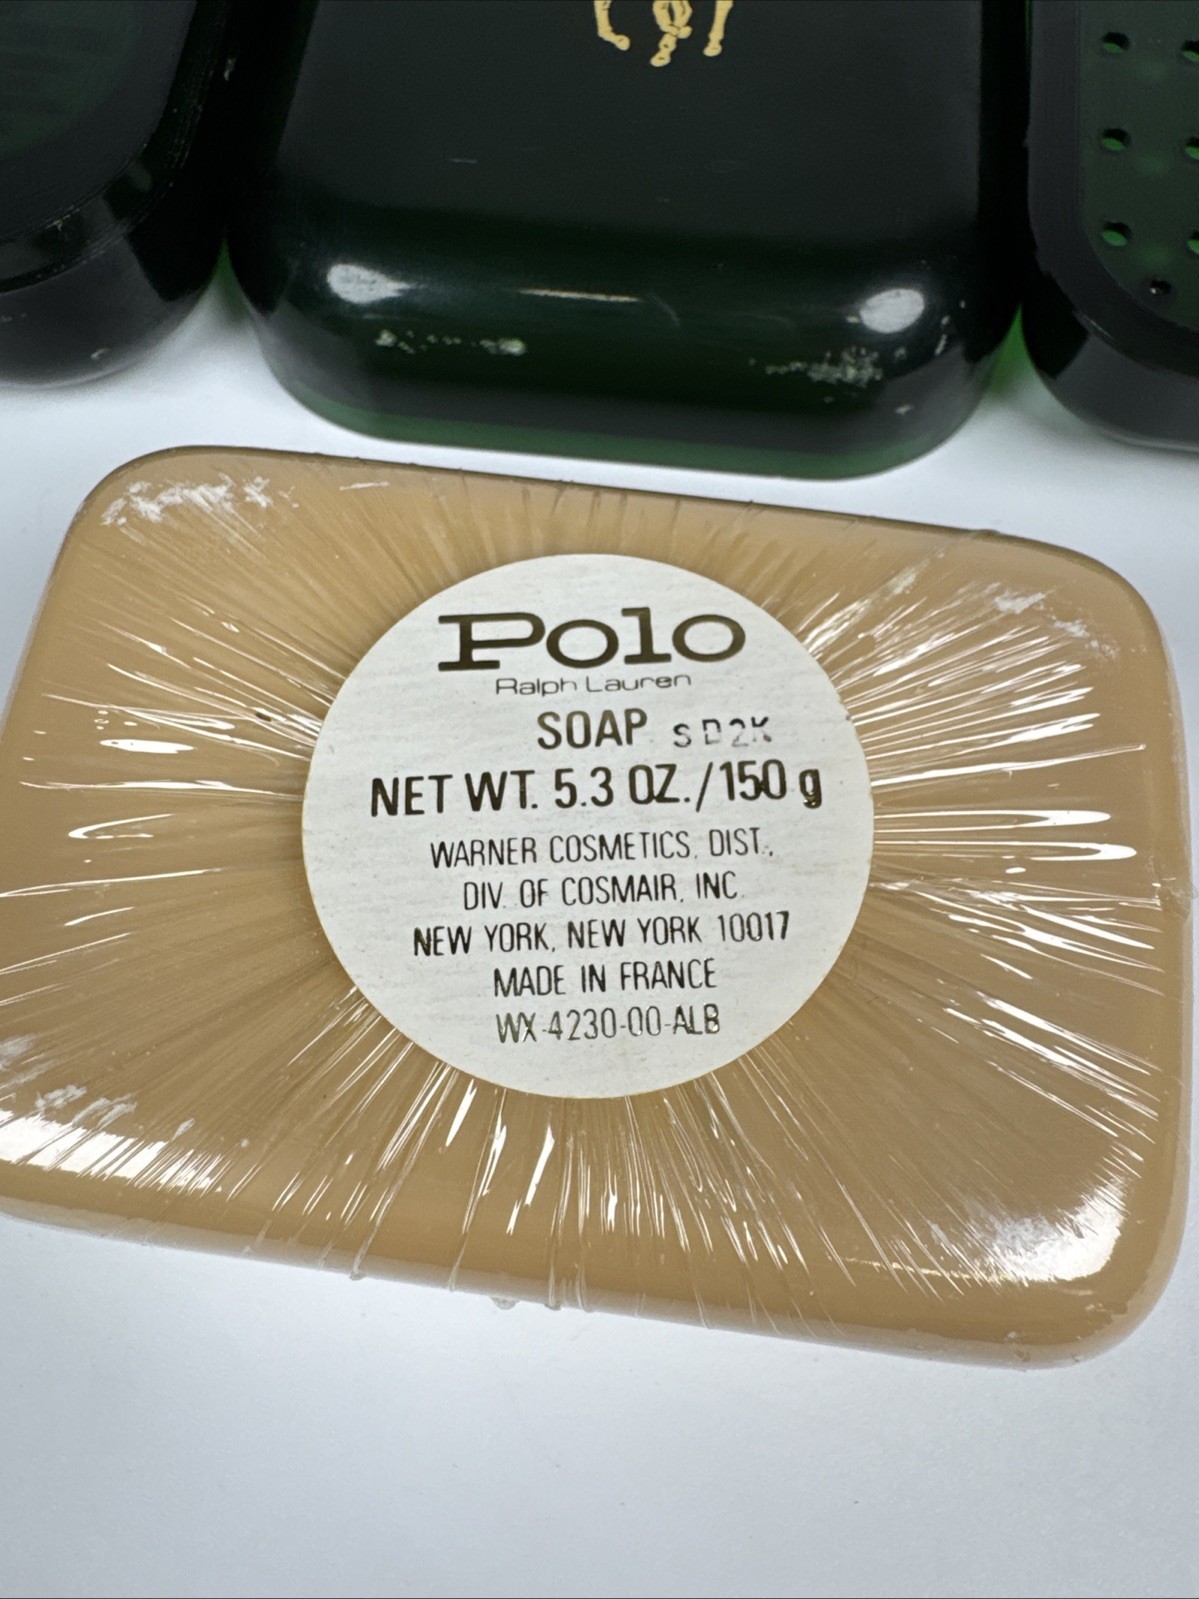 Polo
Ralph Lauren
SOAP SD2K
NET WT. 5.3 OZ./150 g
WARNER COSMETICS, DIST.,
DIV. OF COSMAIR, INC.
NEW YORK, NEW YORK 10017
MADE IN FRANCE
WX-4230-00-ALB